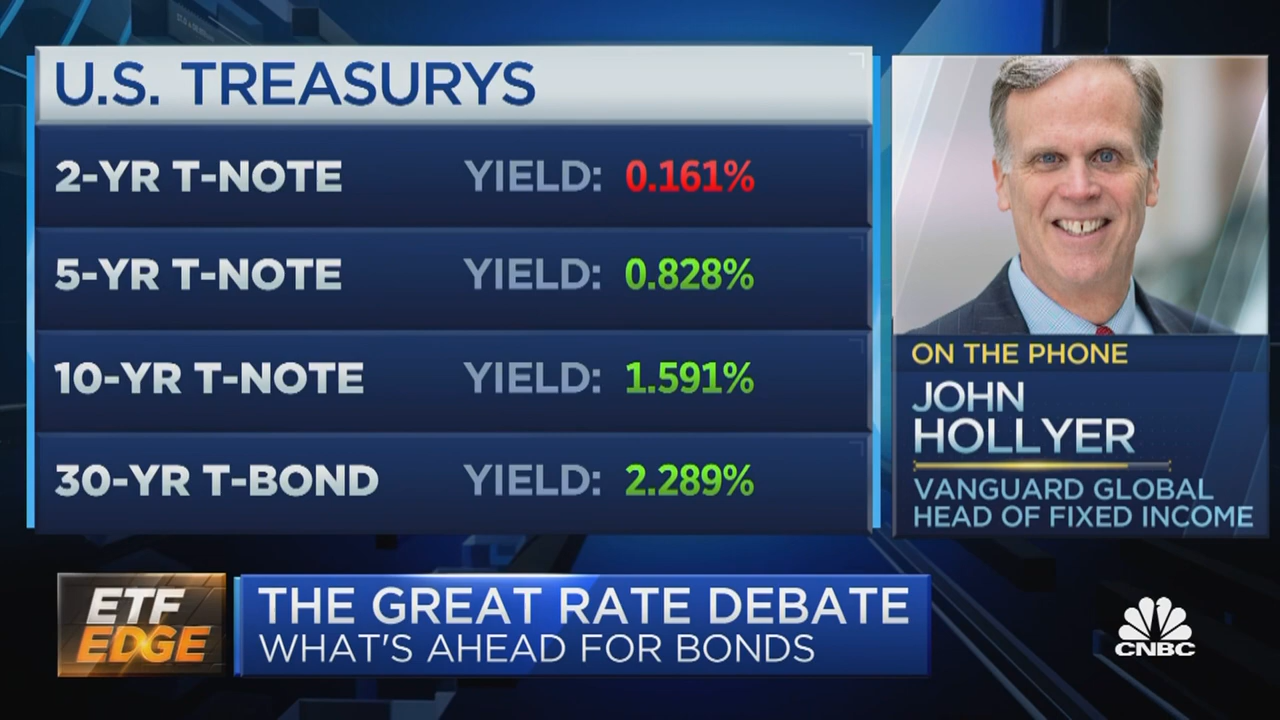 U.S. TREASURYS
2-YR T-NOTE YIELD: 0.161%
5-YR T-NOTE YIELD: 0.828%
10-YR T-NOTE YIELD: 1.591%
30-YR T-BOND YIELD: 2.289%
ON THE PHONE
JOHN
HOLLYER
VANGUARD GLOBAL
HEAD OF FIXED INCOME
ETF
EDGE
THE GREAT RATE DEBATE
WHAT'S AHEAD FOR BONDS
CNBC